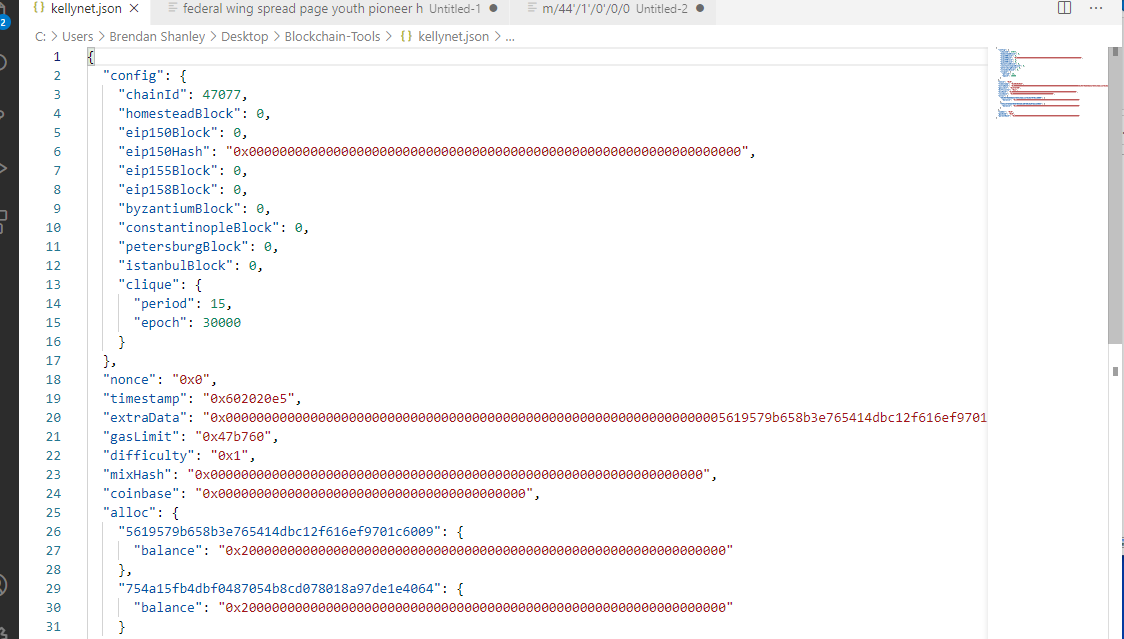 kellynet.json
federal wing spread page youth pioneer h Untitled-1
m/44'/1'/0'/0/0 Untitled-2
2
C: > Users > Brendan Shanley > Desktop > Blockchain-Tools > {} kellynet.json > ...
1 {
2 "config": {
3 "chainId": 47077,
4 "homesteadBlock": 0,
5 "eip150Block": 0,
6 "eip150Hash": "0x0000000000000000000000000000000000000000000000000000000000000000",
7 "eip155Block": 0,
8 "eip158Block": 0,
9 "byzantiumBlock": 0,
10 "constantinopleBlock": 0,
11 "petersburgBlock": 0,
12 "istanbulBlock": 0,
13 "clique": {
14 "period": 15,
15 "epoch": 30000
16 }
17 },
18 "nonce": "0x0",
19 "timestamp": "0x602020e5",
20 "extraData": "0x00000000000000000000000000000000000000000000000000000000000000005619579b658b3e765414dbc12f616ef9701
21 "gasLimit": "0x47b760",
22 "difficulty": "0x1",
23 "mixHash": "0x0000000000000000000000000000000000000000000000000000000000000000",
24 "coinbase": "0x0000000000000000000000000000000000000000",
25 "alloc": {
26 "5619579b658b3e765414dbc12f616ef9701c6009": {
27 "balance": "0x200000000000000000000000000000000000000000000000000000000000000"
28 },
29 "754a15fb4dbf0487054b8cd078018a97de1e4064": {
30 "balance": "0x200000000000000000000000000000000000000000000000000000000000000"
31 }